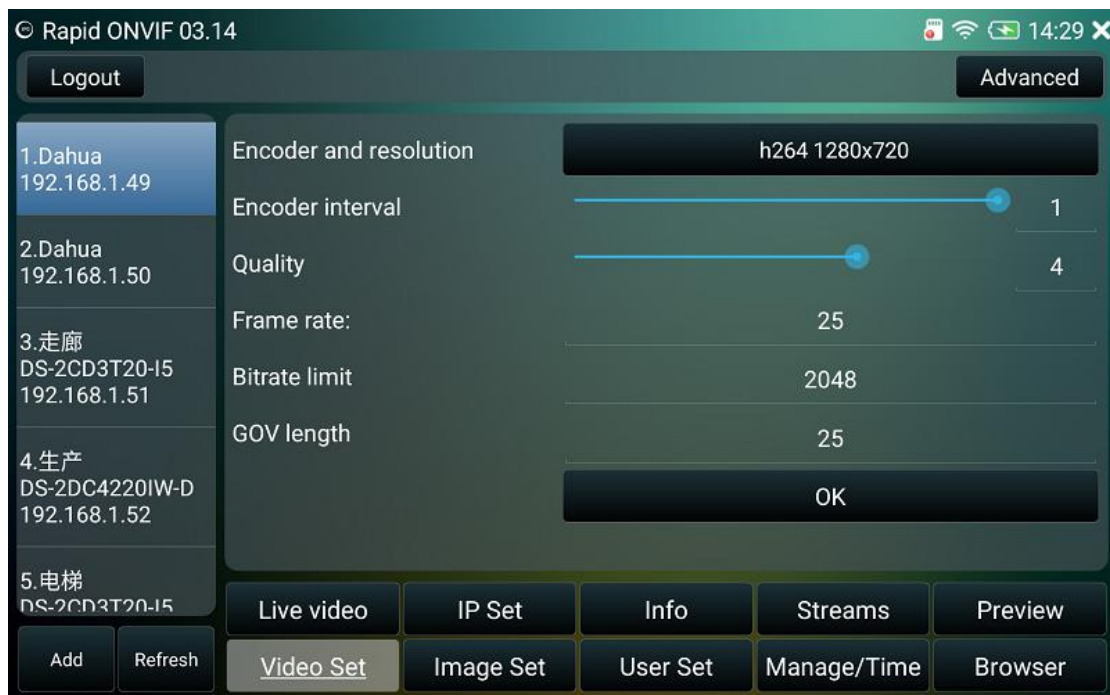 Rapid ONVIF 03.14
14:29
Logout
Advanced
1.Dahua
192.168.1.49
2.Dahua
192.168.1.50
3.走廊
DS-2CD3T20-I5
192.168.1.51
4.生产
DS-2DC4220IW-D
192.168.1.52
5.电梯
DS-2CD3T20-I5
Add
Refresh
Encoder and resolution
h264 1280x720
Encoder interval
1
Quality
4
Frame rate:
25
Bitrate limit
2048
GOV length
25
OK
Live video
IP Set
Info
Streams
Preview
Video Set
Image Set
User Set
Manage/Time
Browser